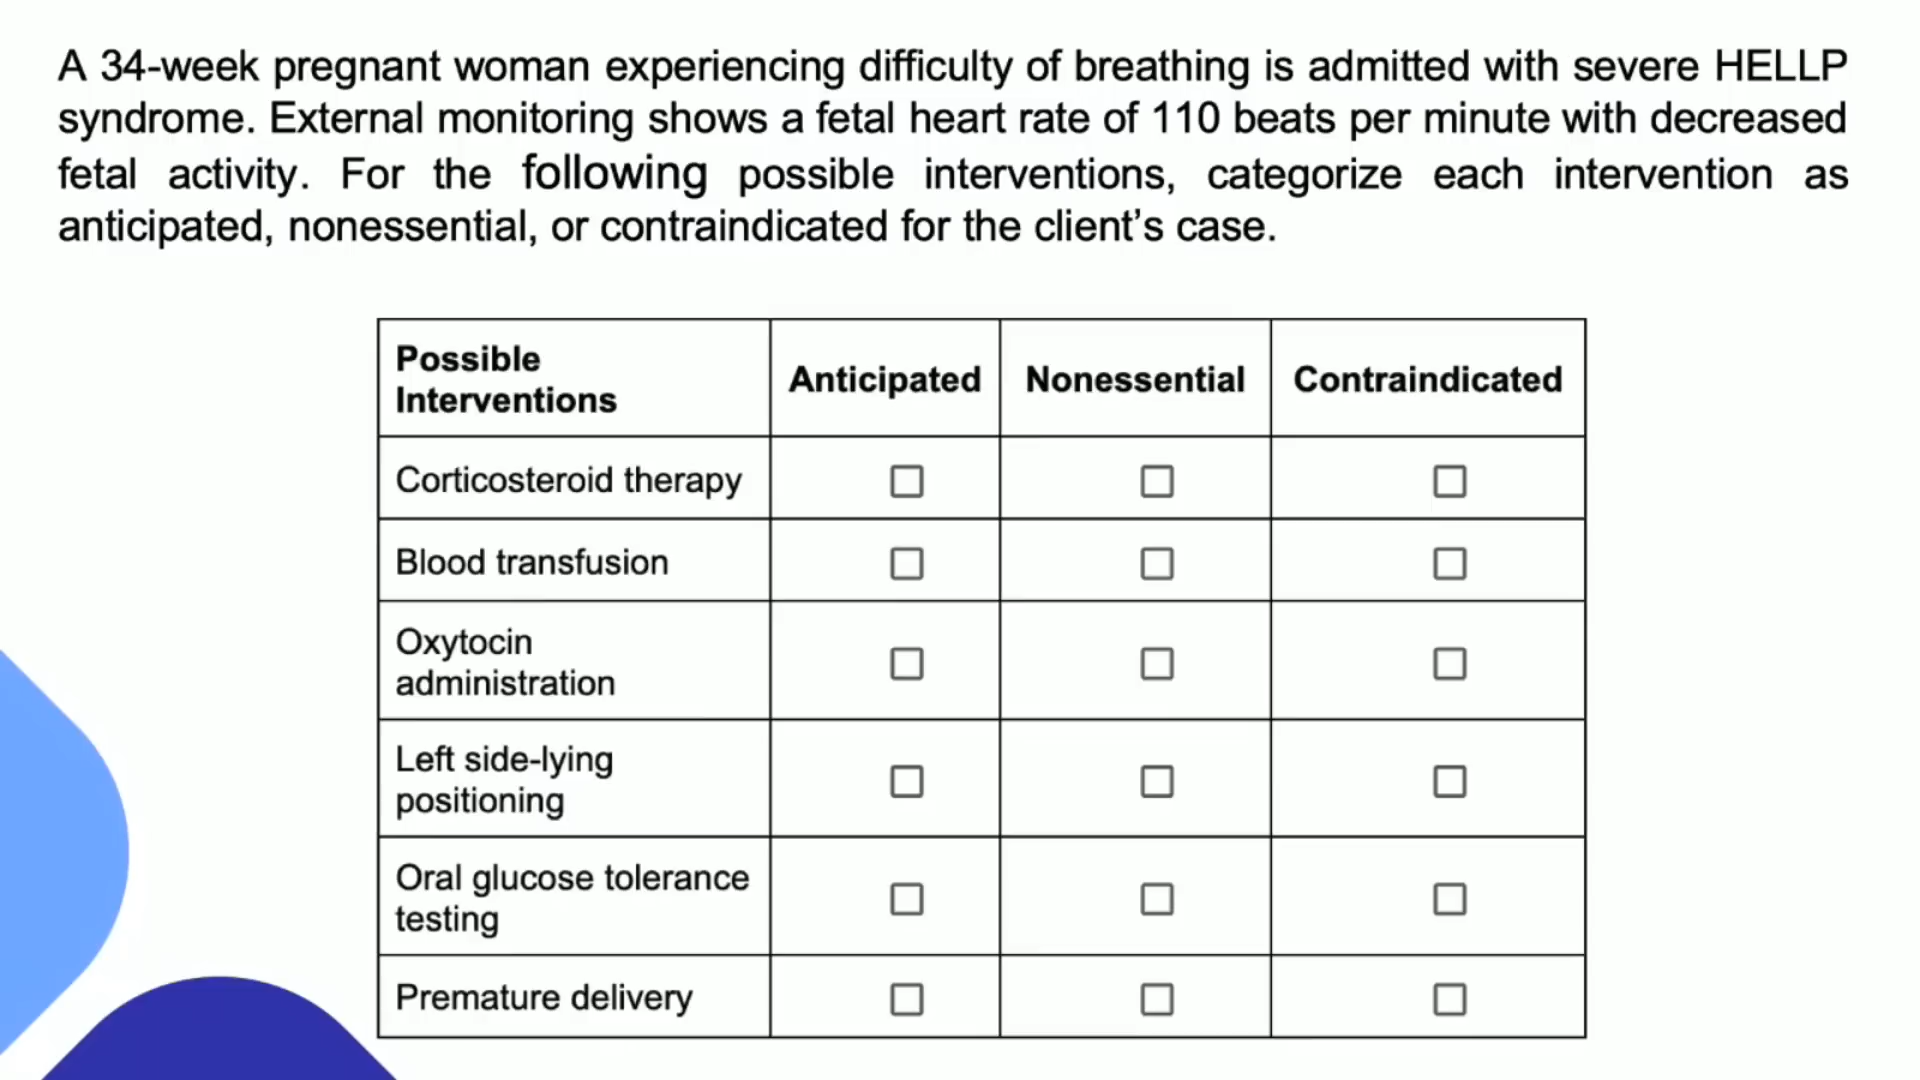 A 34-week pregnant woman experiencing difficulty of breathing is admitted with severe HELLP
syndrome. External monitoring shows a fetal heart rate of 110 beats per minute with decreased
fetal activity. For the following possible interventions, categorize each intervention as
anticipated, nonessential, or contraindicated for the client’s case.
Possible
Interventions
Anticipated
Nonessential
Contraindicated
Corticosteroid therapy
Blood transfusion
Oxytocin
administration
Left side-lying
positioning
Oral glucose tolerance
testing
Premature delivery